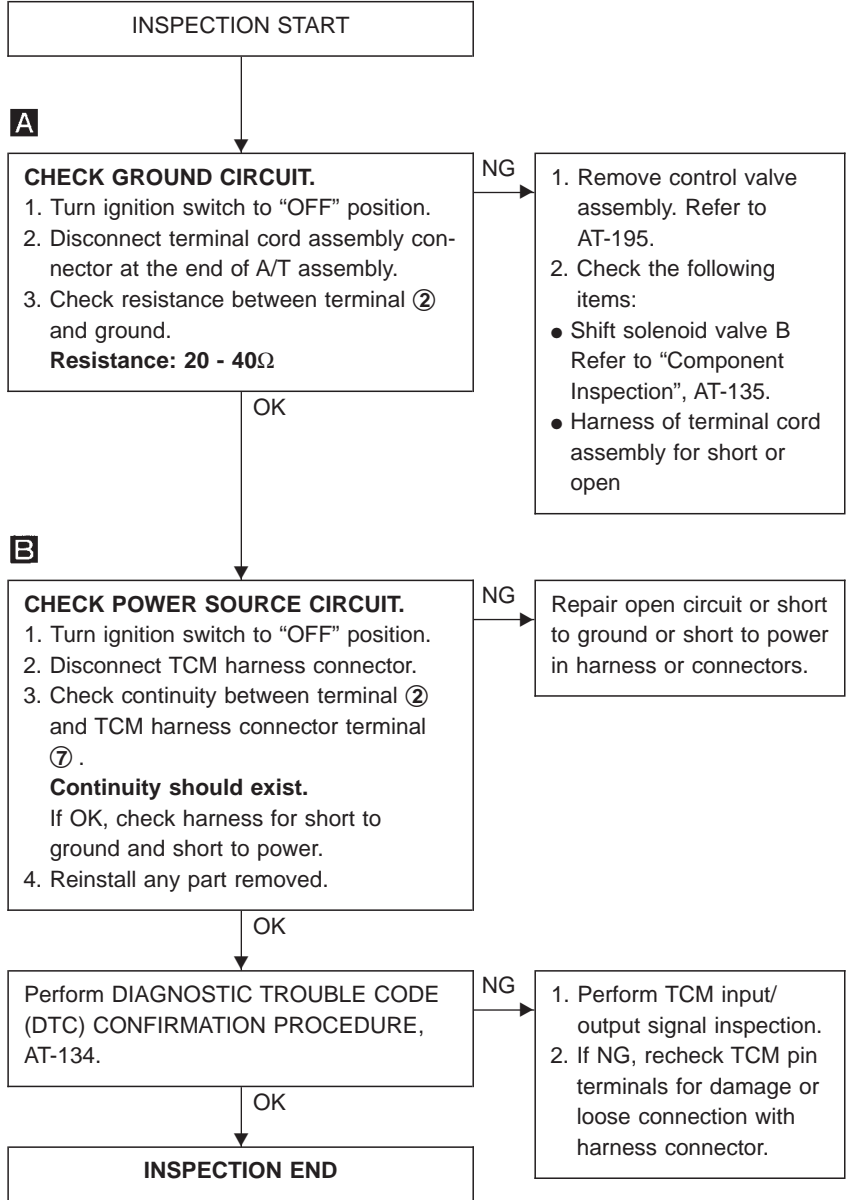 INSPECTION START
A
CHECK GROUND CIRCUIT.
1. Turn ignition switch to “OFF” position.
2. Disconnect terminal cord assembly con-
nector at the end of A/T assembly.
3. Check resistance between terminal ②
and ground.
Resistance: 20 - 40Ω
NG
1. Remove control valve
assembly. Refer to
AT-195.
2. Check the following
items:
● Shift solenoid valve B
Refer to “Component
Inspection”, AT-135.
● Harness of terminal cord
assembly for short or
open
OK
B
CHECK POWER SOURCE CIRCUIT.
1. Turn ignition switch to “OFF” position.
2. Disconnect TCM harness connector.
3. Check continuity between terminal ②
and TCM harness connector terminal
⑦ .
Continuity should exist.
If OK, check harness for short to
ground and short to power.
4. Reinstall any part removed.
NG
Repair open circuit or short
to ground or short to power
in harness or connectors.
OK
Perform DIAGNOSTIC TROUBLE CODE
(DTC) CONFIRMATION PROCEDURE,
AT-134.
NG
1. Perform TCM input/
output signal inspection.
2. If NG, recheck TCM pin
terminals for damage or
loose connection with
harness connector.
OK
INSPECTION END